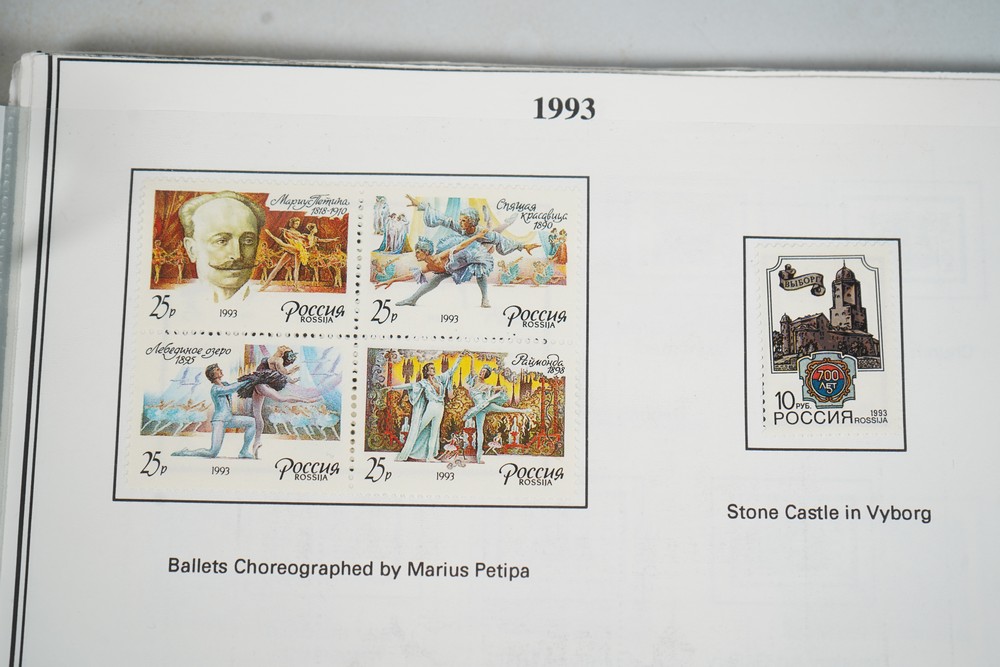 1993
Мариус Петипа
1818-1910
25р
1993
Россия
ROSSIJA
Спящая
красавица
1890
25р
1993
Россия
ROSSIJA
Лебединое озеро
1895
25р
1993
Россия
ROSSIJA
Раймонда
1898
25р
1993
Россия
ROSSIJA
Ballets Choreographed by Marius Petipa
ВЫБОРГ
700
ЛЕТ
10 РУБ.
1993
РОССИЯ ROSSIJA
Stone Castle in Vyborg